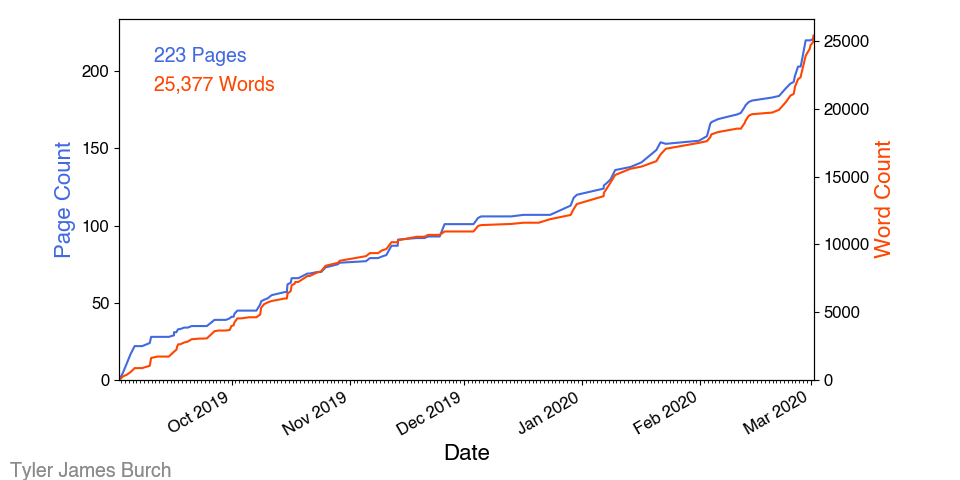 223 Pages
25,377 Words
Page Count
200
150
100
50
0
Word Count
25000
20000
15000
10000
5000
0
Oct 2019
Nov 2019
Dec 2019
Jan 2020
Feb 2020
Mar 2020
Date
Tyler James Burch